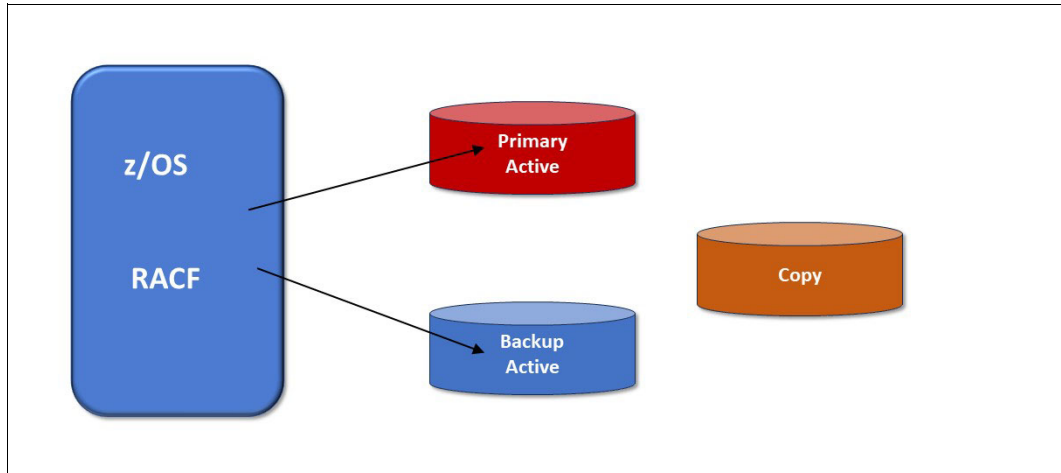 z/OS
RACF
Primary
Active
Backup
Active
Copy